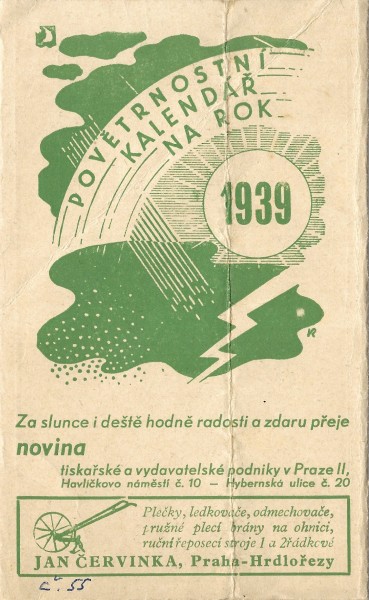 POVĚTRNOSTNÍ
KALENDÁŘ
NA ROK
1939
Za slunce i deště hodně radosti a zdaru přeje
novina
tiskařské a vydavatelské podniky v Praze II,
Havlíčkovo náměstí č. 10 — Hybernská ulice č. 20
Plečky, ledkovače, odmechovače,
pružné plecí brány na ohnici,
ruční řeposecí stroje 1 a 2řádkové
JAN ČERVINKA, Praha-Hrdlořezy
č. 55